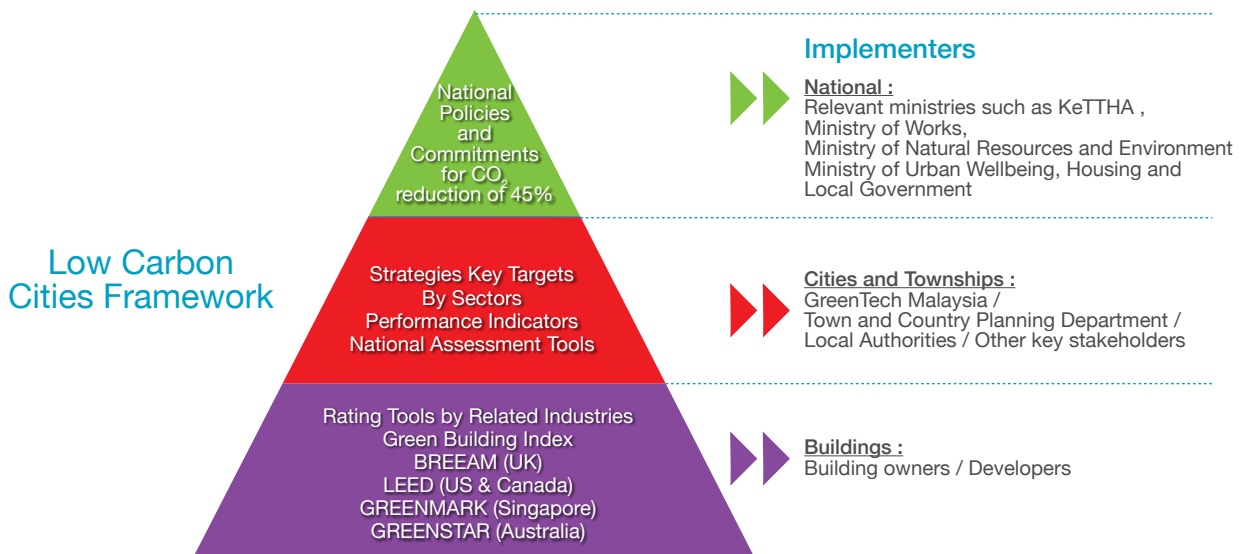 Low Carbon
Cities Framework
National
Policies
and
Commitments
for CO₂
reduction of 45%
Strategies Key Targets
By Sectors
Performance Indicators
National Assessment Tools
Rating Tools by Related Industries
Green Building Index
BREEAM (UK)
LEED (US & Canada)
GREENMARK (Singapore)
GREENSTAR (Australia)
Implementers
National :
Relevant ministries such as KeTTHA ,
Ministry of Works,
Ministry of Natural Resources and Environment
Ministry of Urban Wellbeing, Housing and
Local Government
Cities and Townships :
GreenTech Malaysia /
Town and Country Planning Department /
Local Authorities / Other key stakeholders
Buildings :
Building owners / Developers